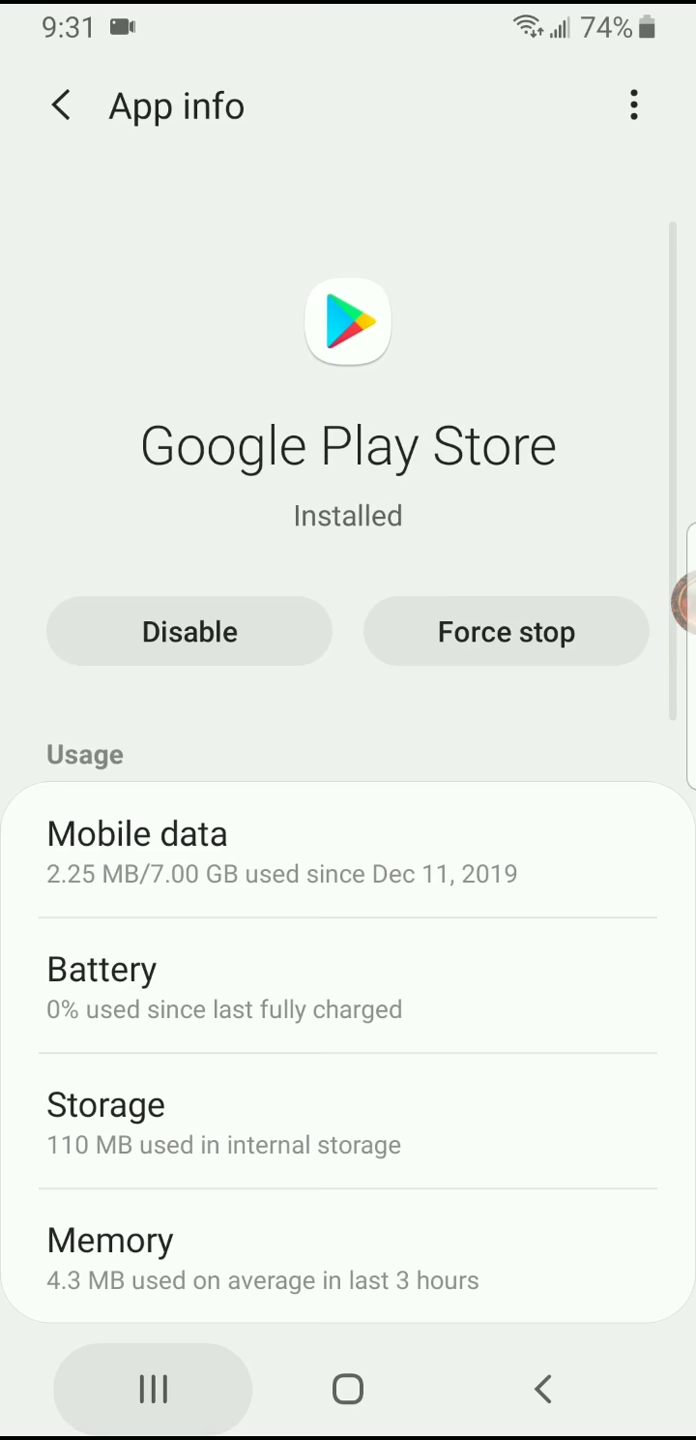 9:31 74%
App info
Google Play Store
Installed
Disable Force stop
Usage
Mobile data
2.25 MB/7.00 GB used since Dec 11, 2019
Battery
0% used since last fully charged
Storage
110 MB used in internal storage
Memory
4.3 MB used on average in last 3 hours